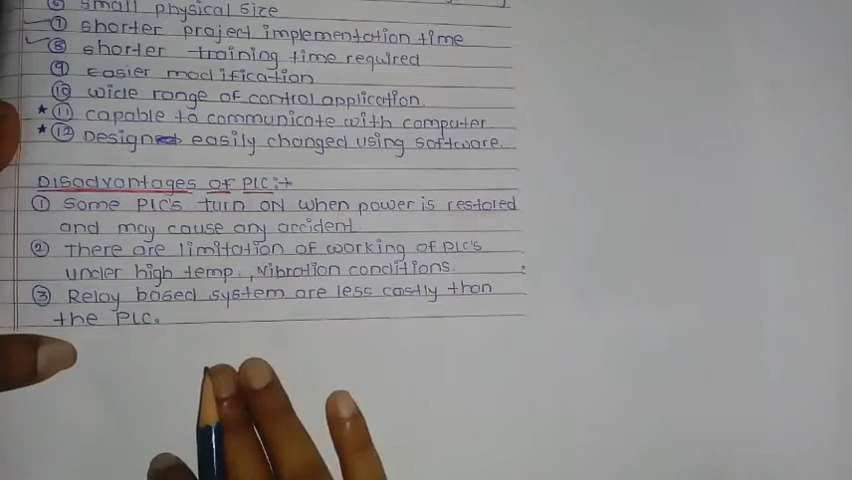 ⑥ Small physical size
⑦ shorter project implementation time
⑧ shorter training time required
⑨ Easier modification
⑩ wide range of control application.
* ⑪ capable to communicate with computer
* ⑫ Design easily changed using software.
Disadvantages of PLC:+
① Some PLC's turn ON when power is restored
and may cause any accident.
② There are limitation of working of PLC's
under high temp., vibration conditions.
③ Relay based system are less costly than
the PLC.